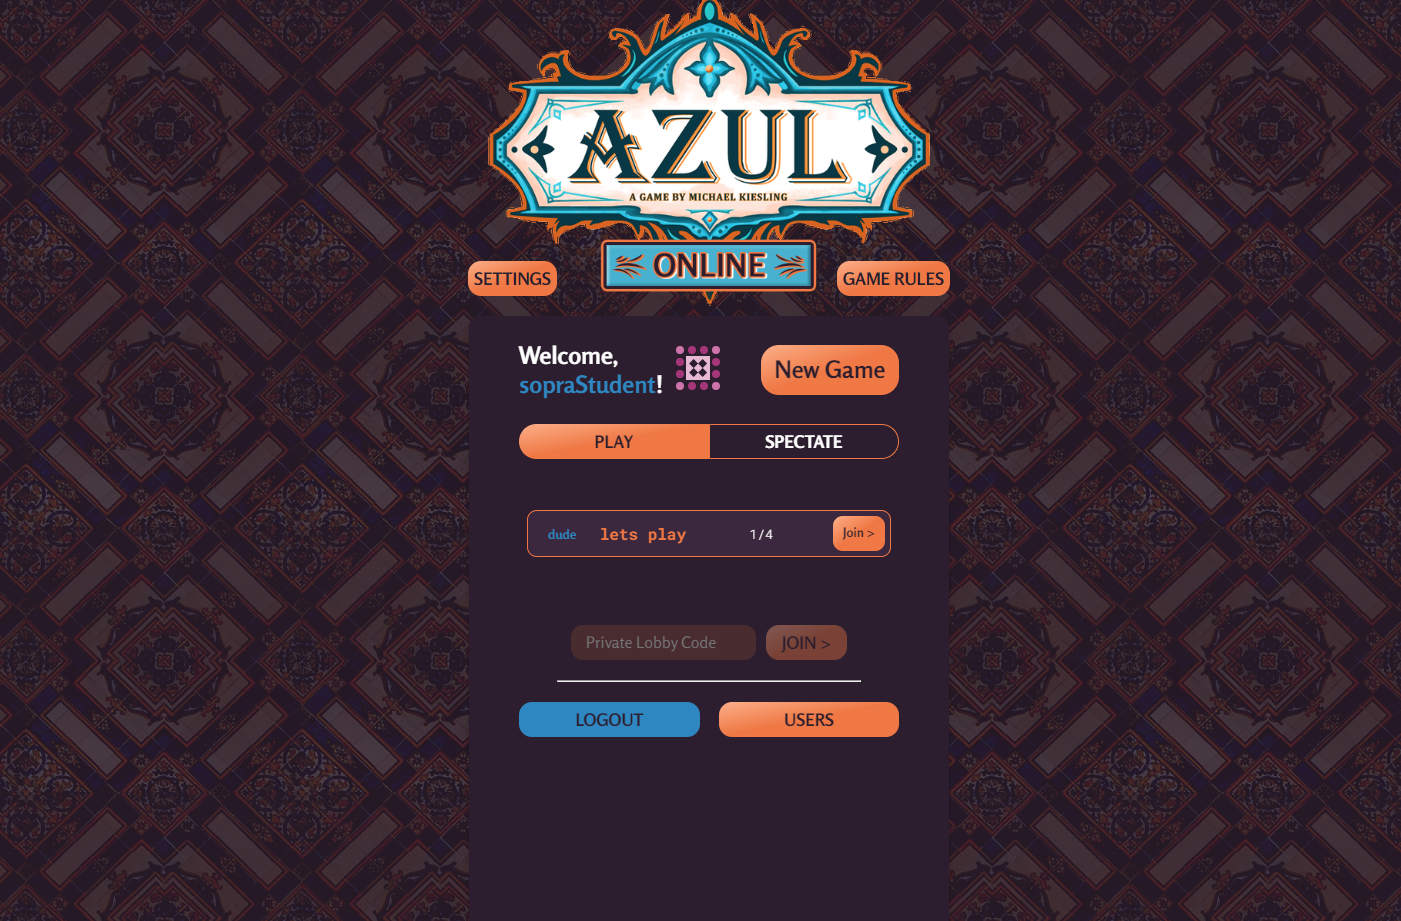 AZUL
A GAME BY MICHAEL KIESLING
ONLINE
SETTINGS
GAME RULES
Welcome,
sopraStudent!
New Game
PLAY
SPECTATE
dude lets play 1/4 Join >
Private Lobby Code
JOIN >
LOGOUT
USERS